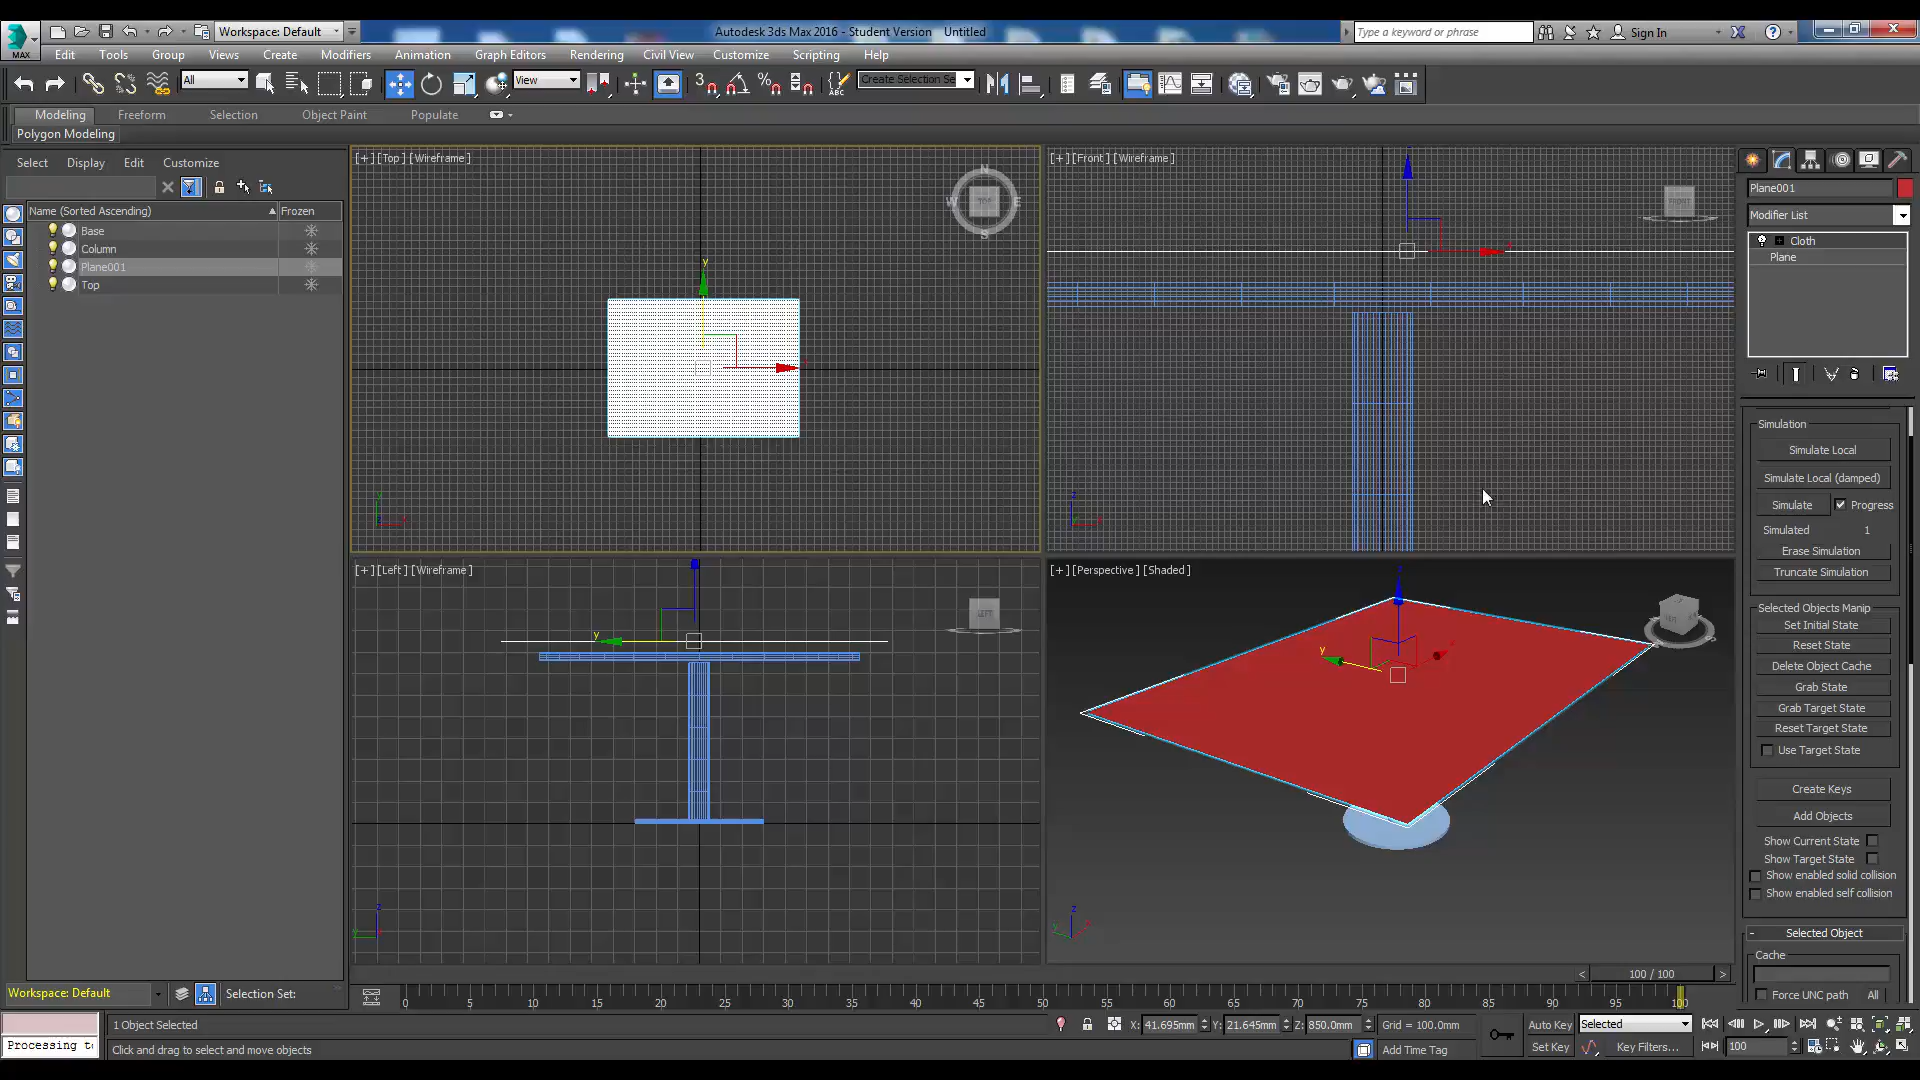 MAX
Workspace: Default
Autodesk 3ds Max 2016 - Student Version Untitled
Type a keyword or phrase
Sign In
Edit Tools Group Views Create Modifiers Animation Graph Editors Rendering Civil View Customize Scripting Help
All
View
3
Create Selection Se
ABC
Modeling Freeform Selection Object Paint Populate
Polygon Modeling
Select Display Edit Customize
Name (Sorted Ascending) Frozen
Base
Column
Plane001
Top
[+] [Top] [Wireframe]
N
W TOP E
S
y
[+] [Front] [Wireframe]
FRONT
[+] [Left] [Wireframe]
LEFT
y
z
[+] [Perspective] [Shaded]
y
z
Plane001
Modifier List
Cloth
Plane
Simulation
Simulate Local
Simulate Local (damped)
Simulate Progress
Simulated 1
Erase Simulation
Truncate Simulation
Selected Objects Manip
Set Initial State
Reset State
Delete Object Cache
Grab State
Grab Target State
Reset Target State
Use Target State
Create Keys
Add Objects
Show Current State
Show Target State
Show enabled solid collision
Show enabled self collision
- Selected Object
Cache
Force UNC path All
< 100 / 100 >
Workspace: Default
Selection Set:
0 5 10 15 20 25 30 35 40 45 50 55 60 65 70 75 80 85 90 95 100
1 Object Selected
X: 41.695mm Y: 21.645mm Z: 850.0mm Grid = 100.0mm
Auto Key Selected
Processing t
Click and drag to select and move objects
Add Time Tag
Set Key Key Filters... 100